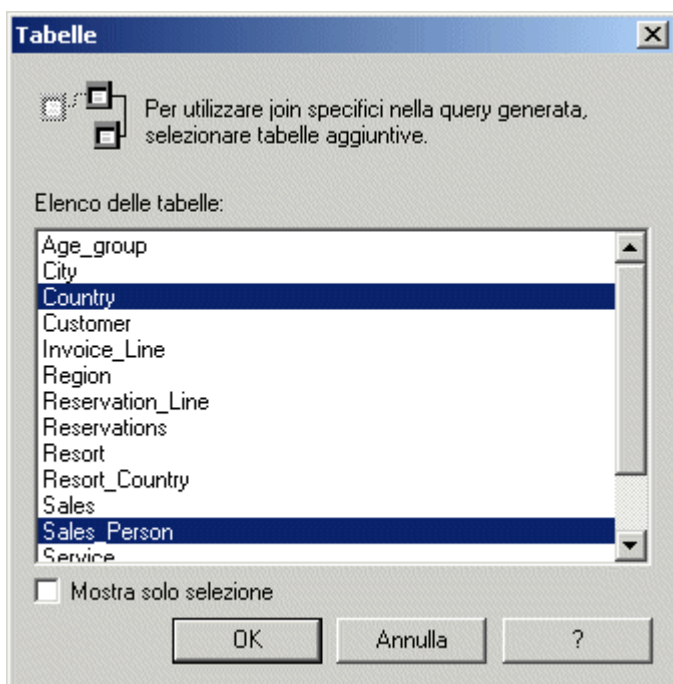 Tabelle
Per utilizzare join specifici nella query generata,
selezionare tabelle aggiuntive.
Elenco delle tabelle:
Age_group
City
Country
Customer
Invoice_Line
Region
Reservation_Line
Reservations
Resort
Resort_Country
Sales
Sales_Person
Service
Mostra solo selezione
OK Annulla ?